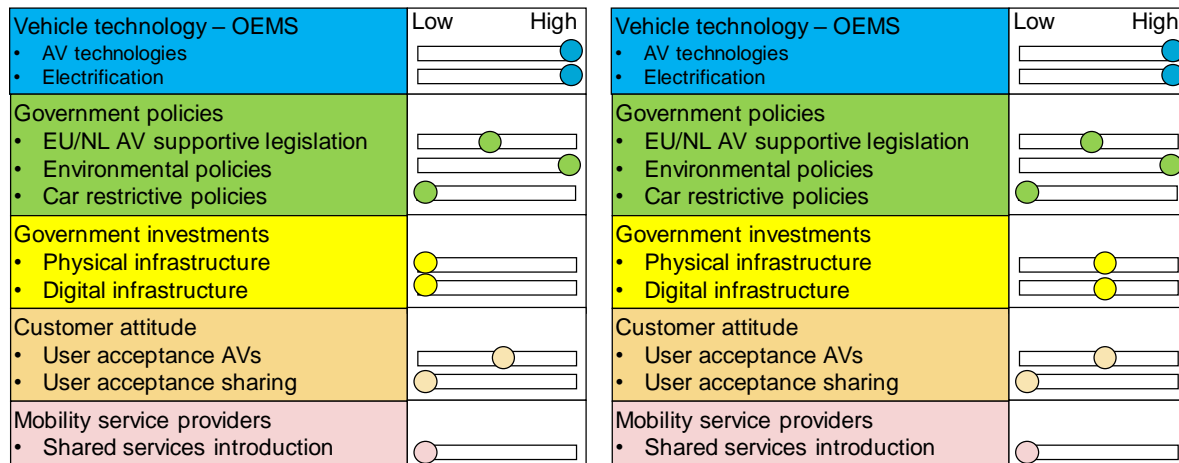 Vehicle technology – OEMS
• AV technologies
• Electrification
Low High
Government policies
• EU/NL AV supportive legislation
• Environmental policies
• Car restrictive policies
Government investments
• Physical infrastructure
• Digital infrastructure
Customer attitude
• User acceptance AVs
• User acceptance sharing
Mobility service providers
• Shared services introduction
Vehicle technology – OEMS
• AV technologies
• Electrification
Low High
Government policies
• EU/NL AV supportive legislation
• Environmental policies
• Car restrictive policies
Government investments
• Physical infrastructure
• Digital infrastructure
Customer attitude
• User acceptance AVs
• User acceptance sharing
Mobility service providers
• Shared services introduction